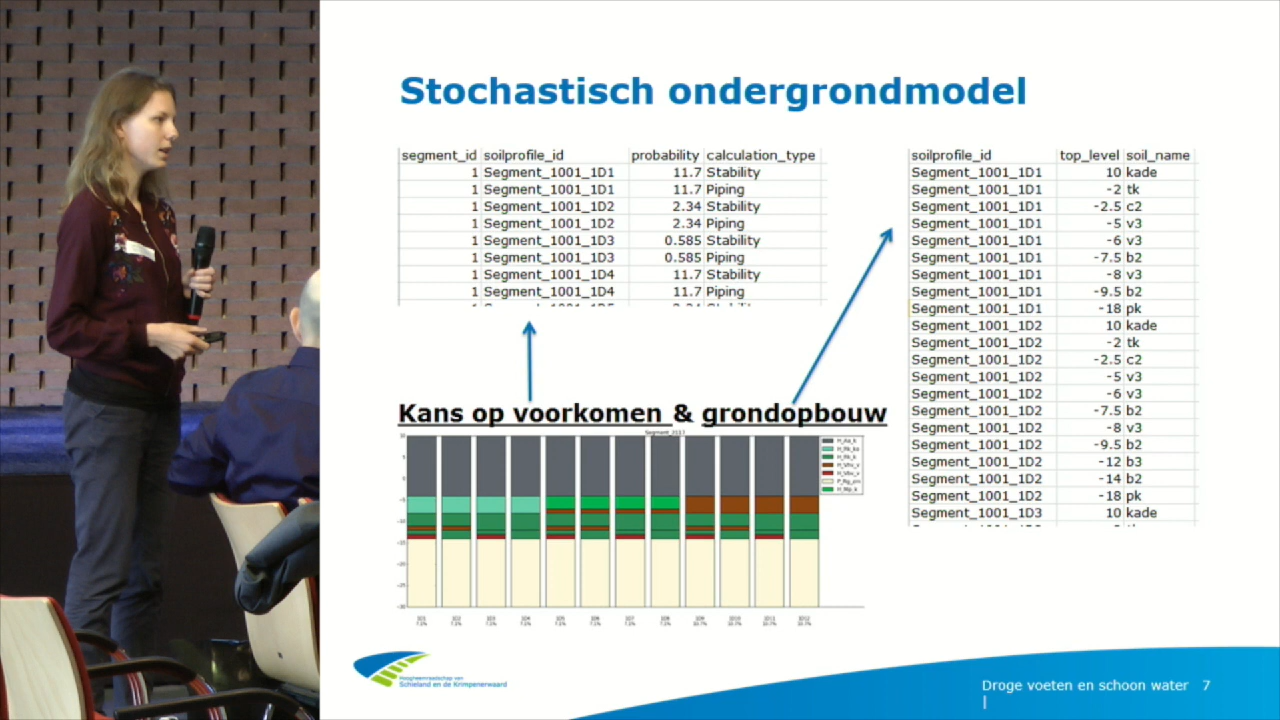 Stochastisch ondergrondmodel
segment_id soilprofile_id probability calculation_type
1 Segment_1001_1D1 11.7 Stability
1 Segment_1001_1D1 11.7 Piping
1 Segment_1001_1D2 2.34 Stability
1 Segment_1001_1D2 2.34 Piping
1 Segment_1001_1D3 0.585 Stability
1 Segment_1001_1D3 0.585 Piping
1 Segment_1001_1D4 11.7 Stability
1 Segment_1001_1D4 11.7 Piping
soilprofile_id top_level soil_name
Segment_1001_1D1 10 kade
Segment_1001_1D1 -2 tk
Segment_1001_1D1 -2.5 c2
Segment_1001_1D1 -5 v3
Segment_1001_1D1 -6 v3
Segment_1001_1D1 -7.5 b2
Segment_1001_1D1 -8 v3
Segment_1001_1D1 -9.5 b2
Segment_1001_1D1 -18 pk
Segment_1001_1D2 10 kade
Segment_1001_1D2 -2 tk
Segment_1001_1D2 -2.5 c2
Segment_1001_1D2 -5 v3
Segment_1001_1D2 -6 v3
Segment_1001_1D2 -7.5 b2
Segment_1001_1D2 -8 v3
Segment_1001_1D2 -9.5 b2
Segment_1001_1D2 -12 b3
Segment_1001_1D2 -14 b2
Segment_1001_1D2 -18 pk
Segment_1001_1D3 10 kade
Kans op voorkomen & grondopbouw
Hoogheemraadschap van
Schieland en de Krimpenerwaard
Droge voeten en schoon water 7
|